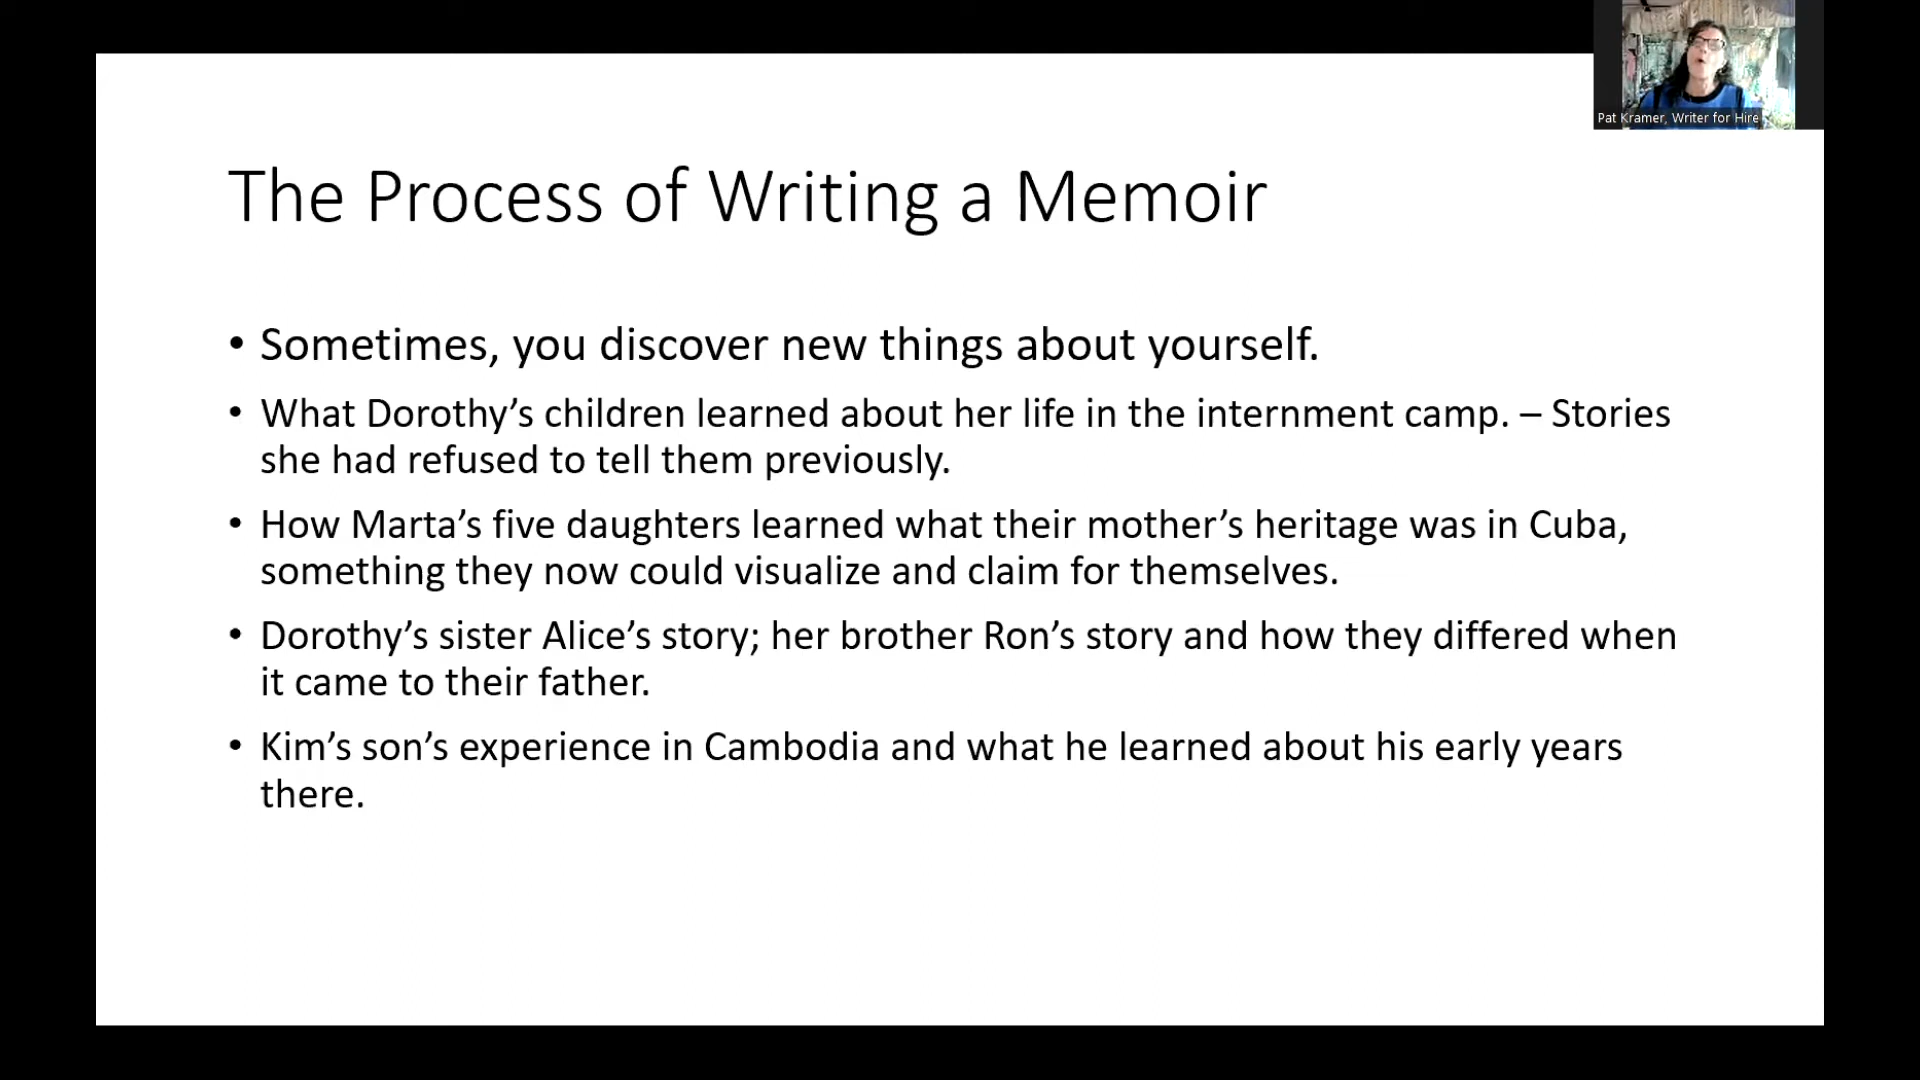 Pat Kramer, Writer for Hire
The Process of Writing a Memoir
• Sometimes, you discover new things about yourself.
• What Dorothy’s children learned about her life in the internment camp. – Stories
she had refused to tell them previously.
• How Marta’s five daughters learned what their mother’s heritage was in Cuba,
something they now could visualize and claim for themselves.
• Dorothy’s sister Alice’s story; her brother Ron’s story and how they differed when
it came to their father.
• Kim’s son’s experience in Cambodia and what he learned about his early years
there.